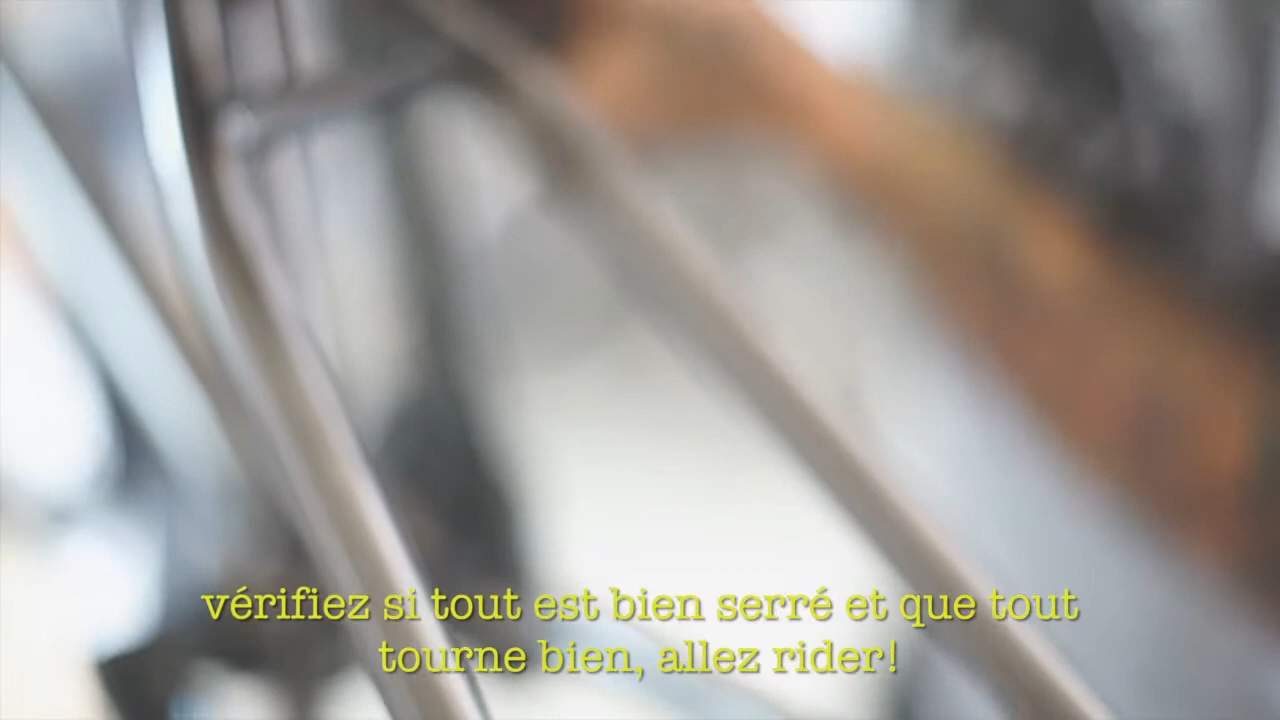 vérifiez si tout est bien serré et que tout
tourne bien, allez rider!